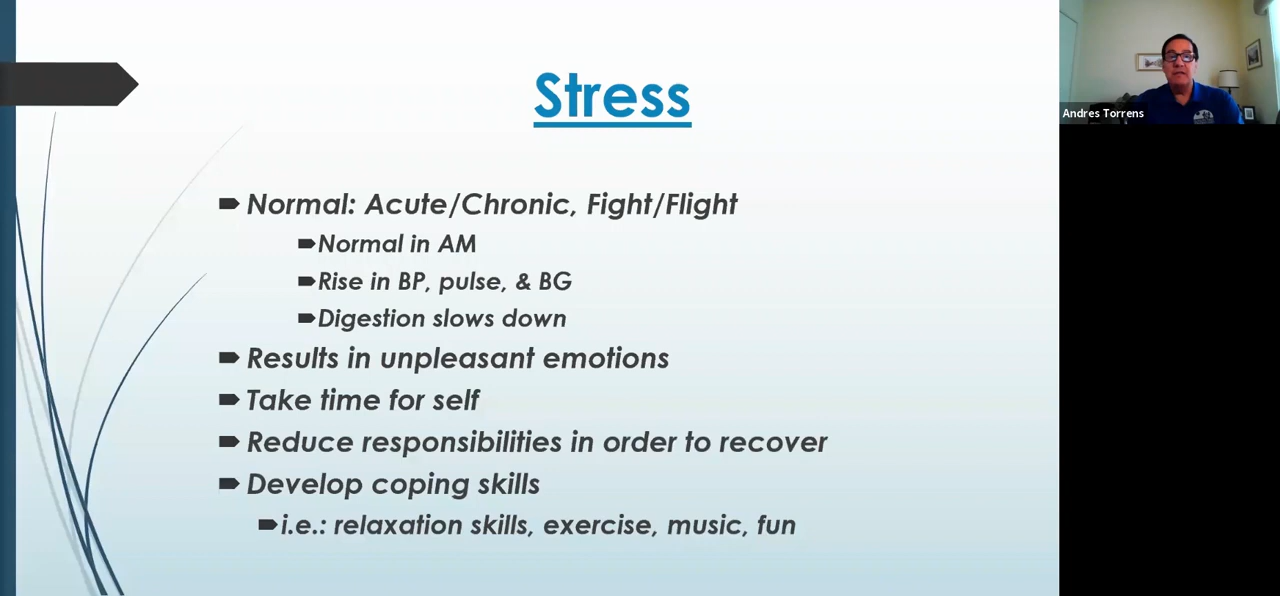 Stress
Normal: Acute/Chronic, Fight/Flight
Normal in AM
Rise in BP, pulse, & BG
Digestion slows down
Results in unpleasant emotions
Take time for self
Reduce responsibilities in order to recover
Develop coping skills
i.e.: relaxation skills, exercise, music, fun
Andres Torrens